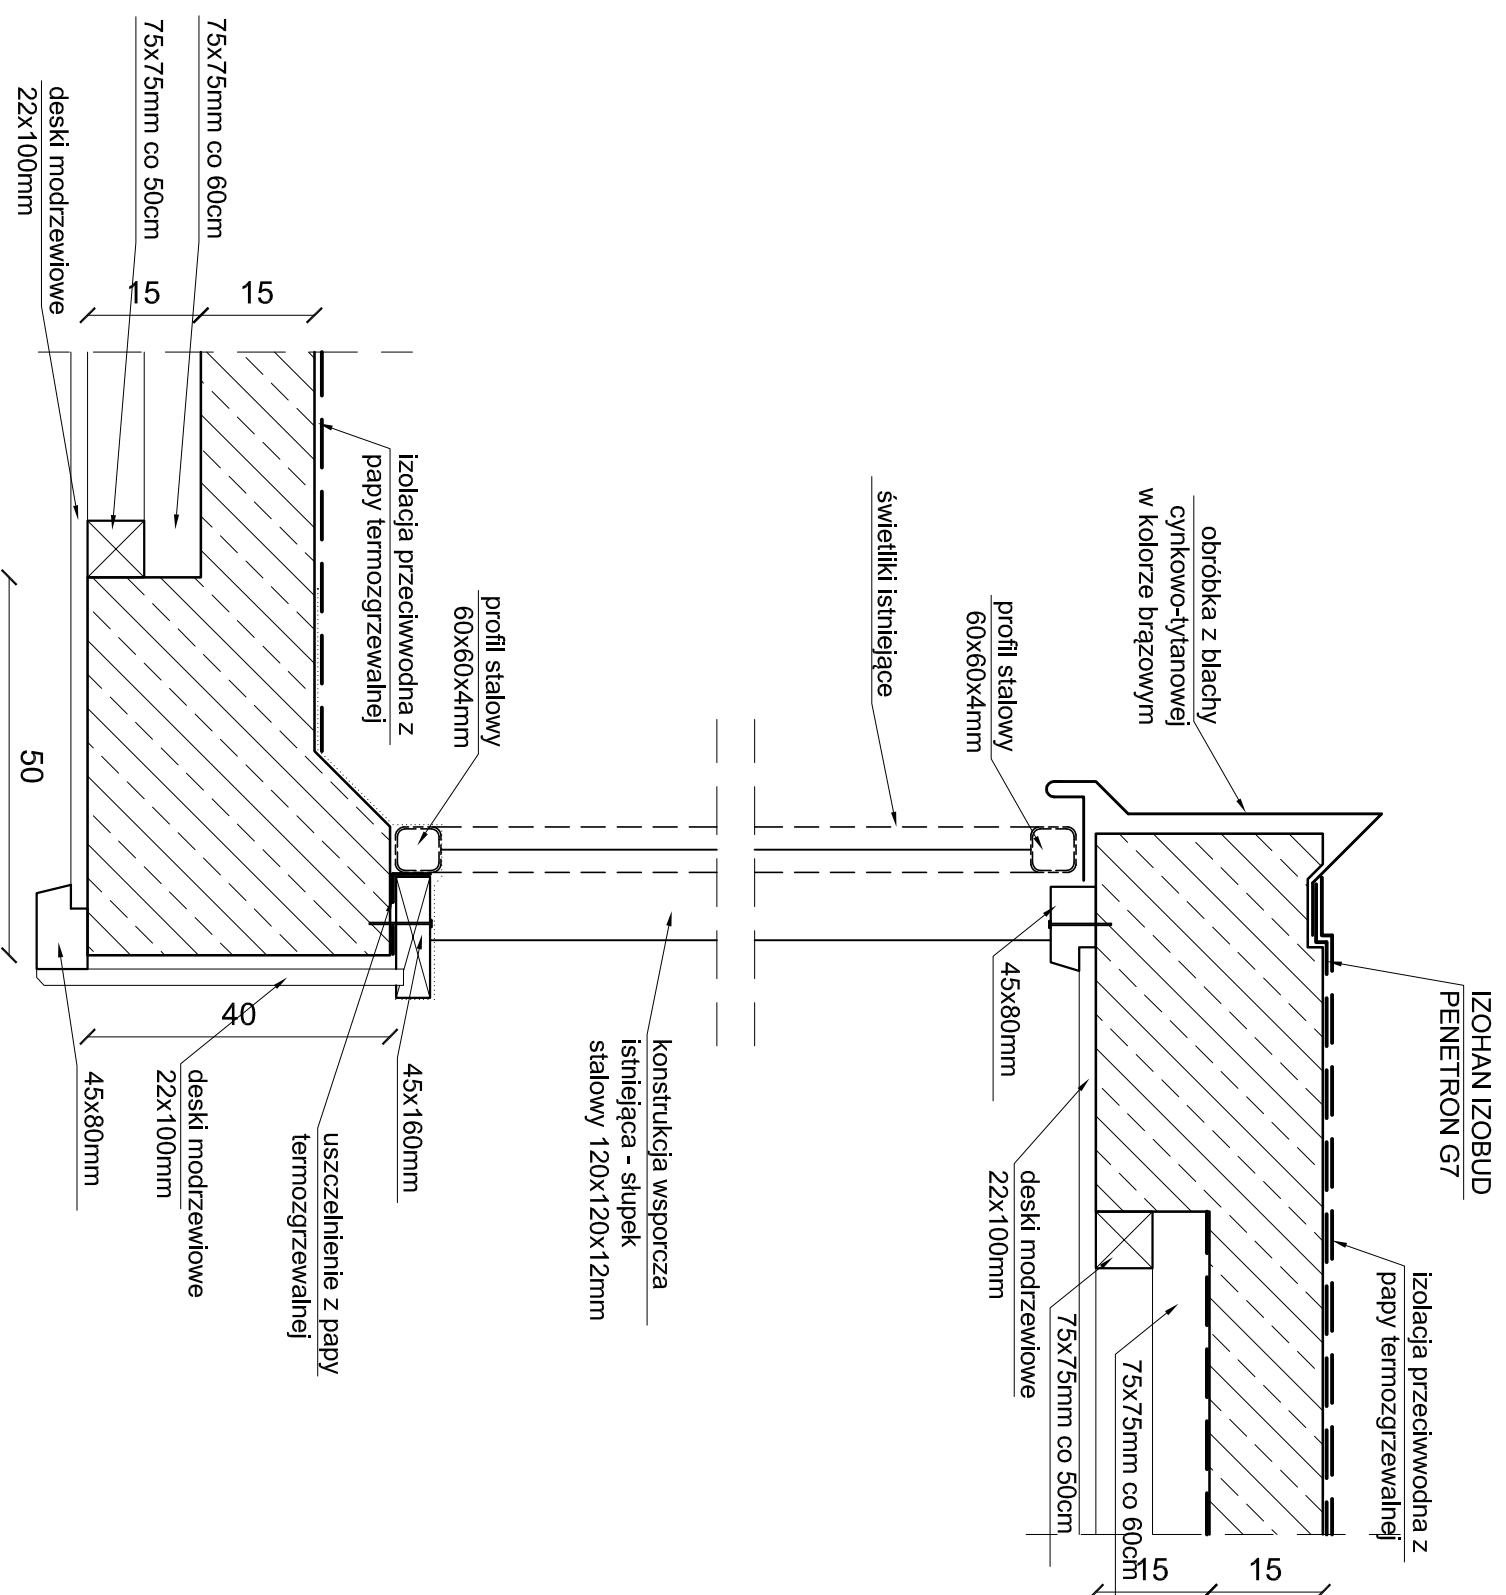 IZOHAN IZOBUD
PENETRON G7
izolacja przeciwwodna z
papy termozgrzewalnej
obróbka z blachy
cynkowo-tytanowej
w kolorze brązowym
15
15
75x75mm co 60cm
75x75mm co 50cm
deski modrzewiowe
22x100mm
45x80mm
profil stalowy
60x60x4mm
świetliki istniejące
konstrukcja wsporcza
istniejąca - słupek
stalowy 120x120x12mm
profil stalowy
60x60x4mm
izolacja przeciwwodna z
papy termozgrzewalnej
45x160mm
uszczelnienie z papy
termozgrzewalnej
15
15
40
75x75mm co 60cm
75x75mm co 50cm
deski modrzewiowe
22x100mm
deski modrzewiowe
22x100mm
45x80mm
50